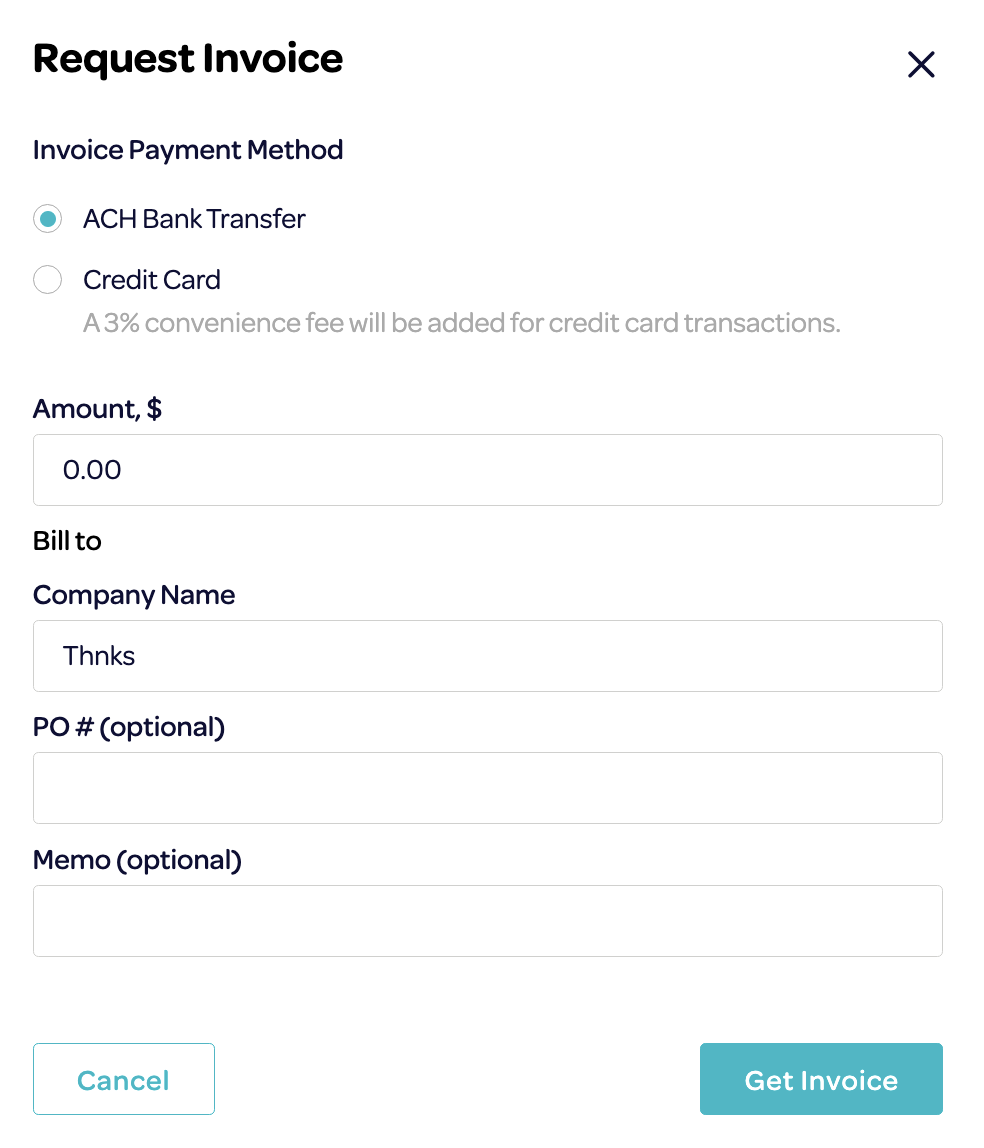 Request Invoice
Invoice Payment Method
ACH Bank Transfer
Credit Card
A 3% convenience fee will be added for credit card transactions.
Amount, $
0.00
Bill to
Company Name
Thnks
PO # (optional)
Memo (optional)
Cancel
Get Invoice